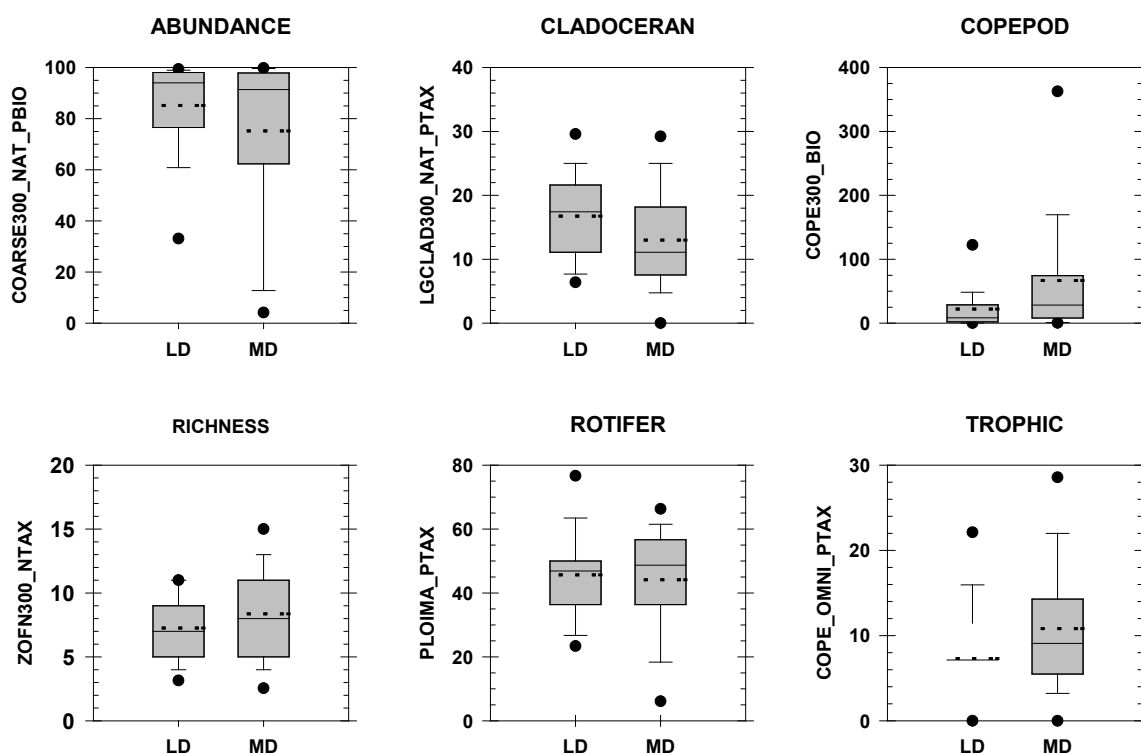 ABUNDANCE
COARSE300_NAT_PBIO
100
80
60
40
20
0
LD MD
CLADOCERAN
LGCLAD300_NAT_PTAX
40
30
20
10
0
LD MD
COPEPOD
COPE300_BIO
400
300
200
100
0
LD MD
RICHNESS
ZOFN300_NTAX
20
15
10
5
0
LD MD
ROTIFER
PLOIMA_PTAX
80
60
40
20
0
LD MD
TROPHIC
COPE_OMNI_PTAX
30
20
10
0
LD MD